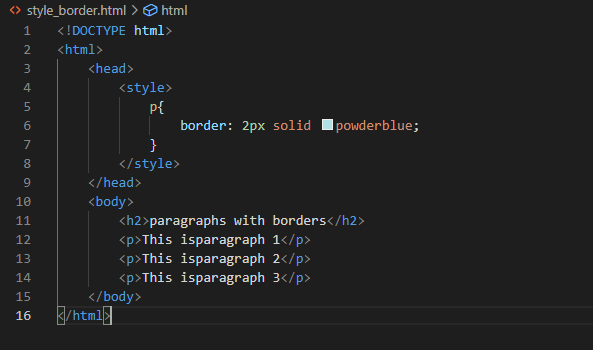 style_border.html > html
1 <!DOCTYPE html>
2 <html>
3 <head>
4 <style>
5 p{
6 border: 2px solid powderblue;
7 }
8 </style>
9 </head>
10 <body>
11 <h2>paragraphs with borders</h2>
12 <p>This isparagraph 1</p>
13 <p>This isparagraph 2</p>
14 <p>This isparagraph 3</p>
15 </body>
16 </html>